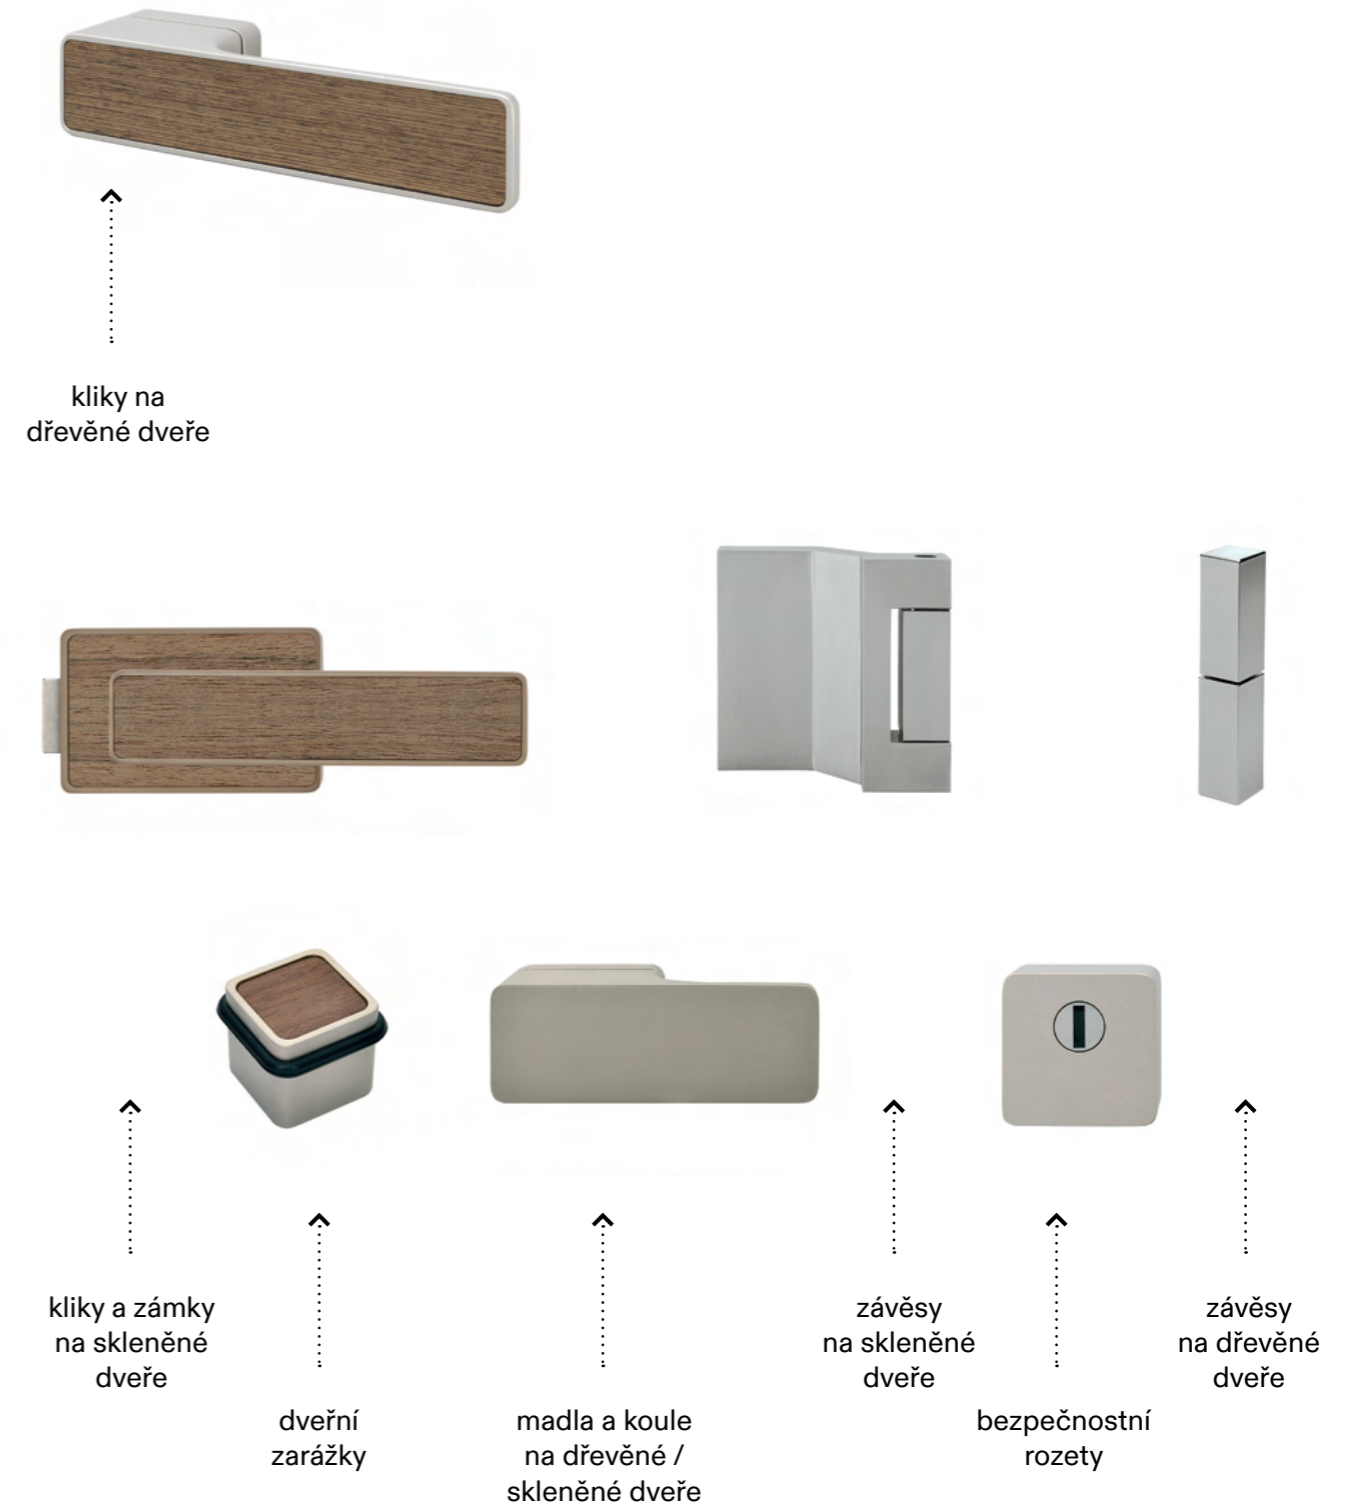 kliky na
dřevěné dveře
kliky a zámky
na skleněné
dveře
dveřní
zarážky
madla a koule
na dřevěné /
skleněné dveře
závěsy
na skleněné
dveře
bezpečnostní
rozety
závěsy
na dřevěné
dveře